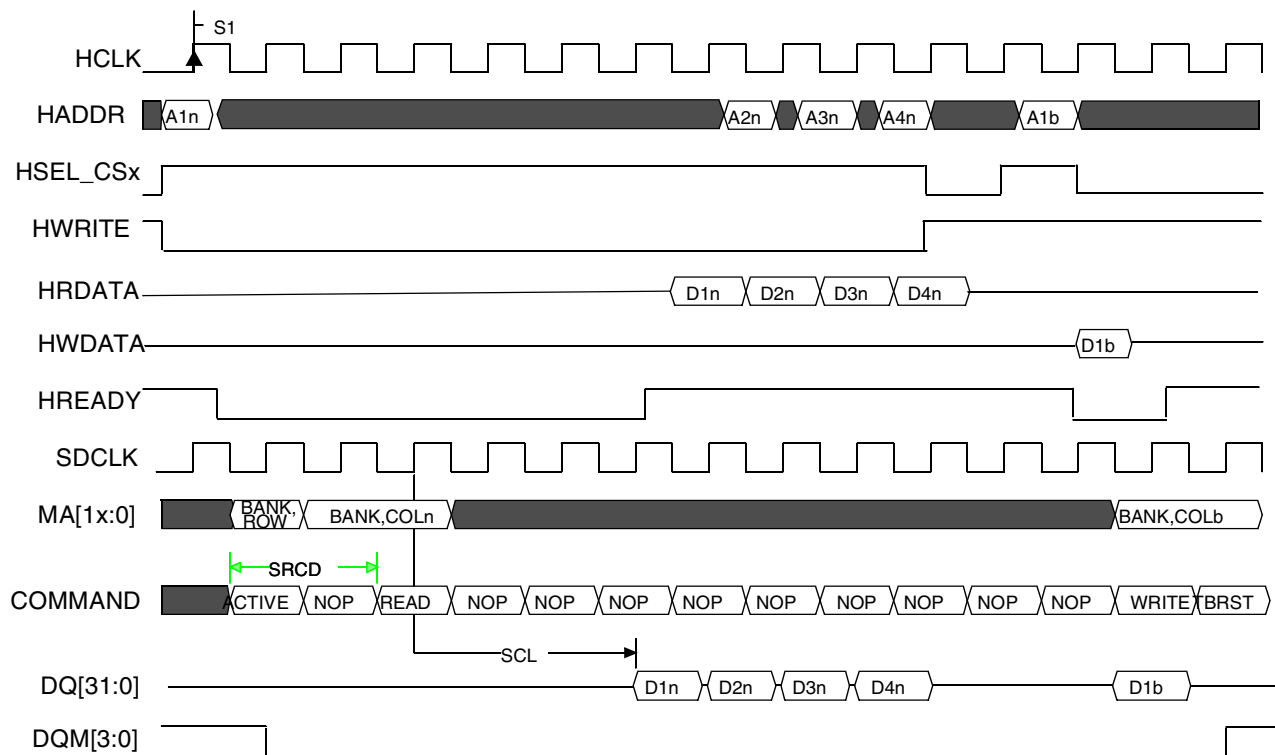 S1
HCLK
HADDR A1n A2n A3n A4n A1b
HSEL_CSx
HWRITE
HRDATA D1n D2n D3n D4n
HWDATA D1b
HREADY
SDCLK
MA[1x:0] BANK, ROW BANK,COLn BANK,COLb
SRCD
COMMAND ACTIVE NOP READ NOP NOP NOP NOP NOP NOP NOP NOP NOP WRITE TBRST
SCL
DQ[31:0] D1n D2n D3n D4n D1b
DQM[3:0]